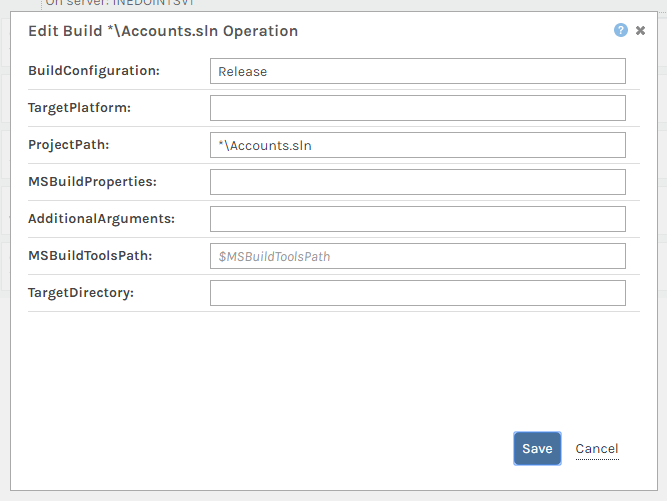 On server: INEDOINTSV1
Edit Build *\Accounts.sln Operation
?
BuildConfiguration: Release
TargetPlatform:
ProjectPath: *\Accounts.sln
MSBuildProperties:
AdditionalArguments:
MSBuildToolsPath: $MSBuildToolsPath
TargetDirectory:
Save Cancel